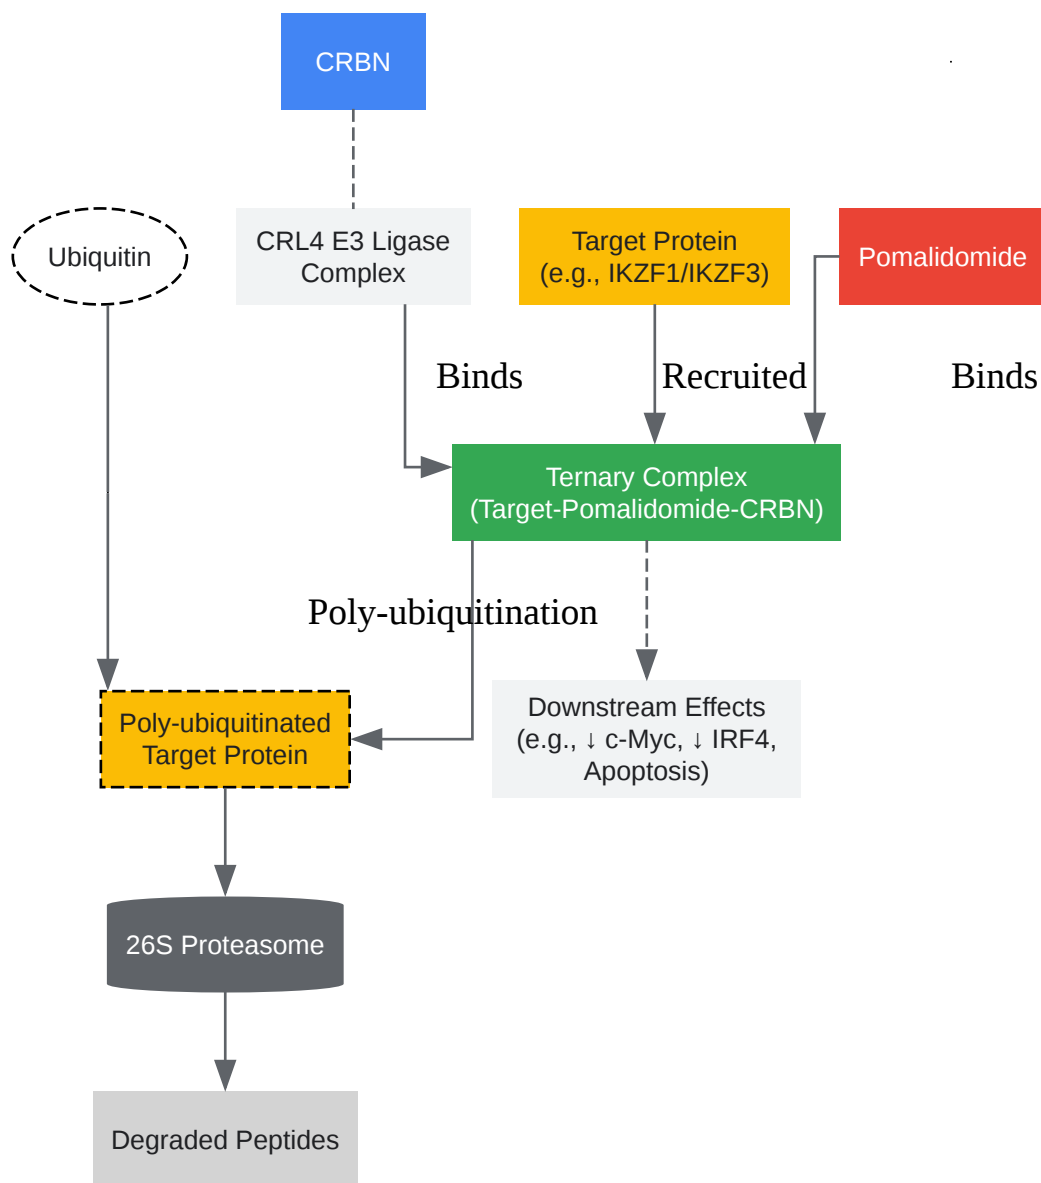 CRBN
Ubiquitin
CRL4 E3 Ligase
Complex
Target Protein
(e.g., IKZF1/IKZF3)
Pomalidomide
Binds
Recruited
Binds
Ternary Complex
(Target-Pomalidomide-CRBN)
Poly-ubiquitination
Poly-ubiquitinated
Target Protein
Downstream Effects
(e.g., ↓ c-Myc, ↓ IRF4,
Apoptosis)
26S Proteasome
Degraded Peptides